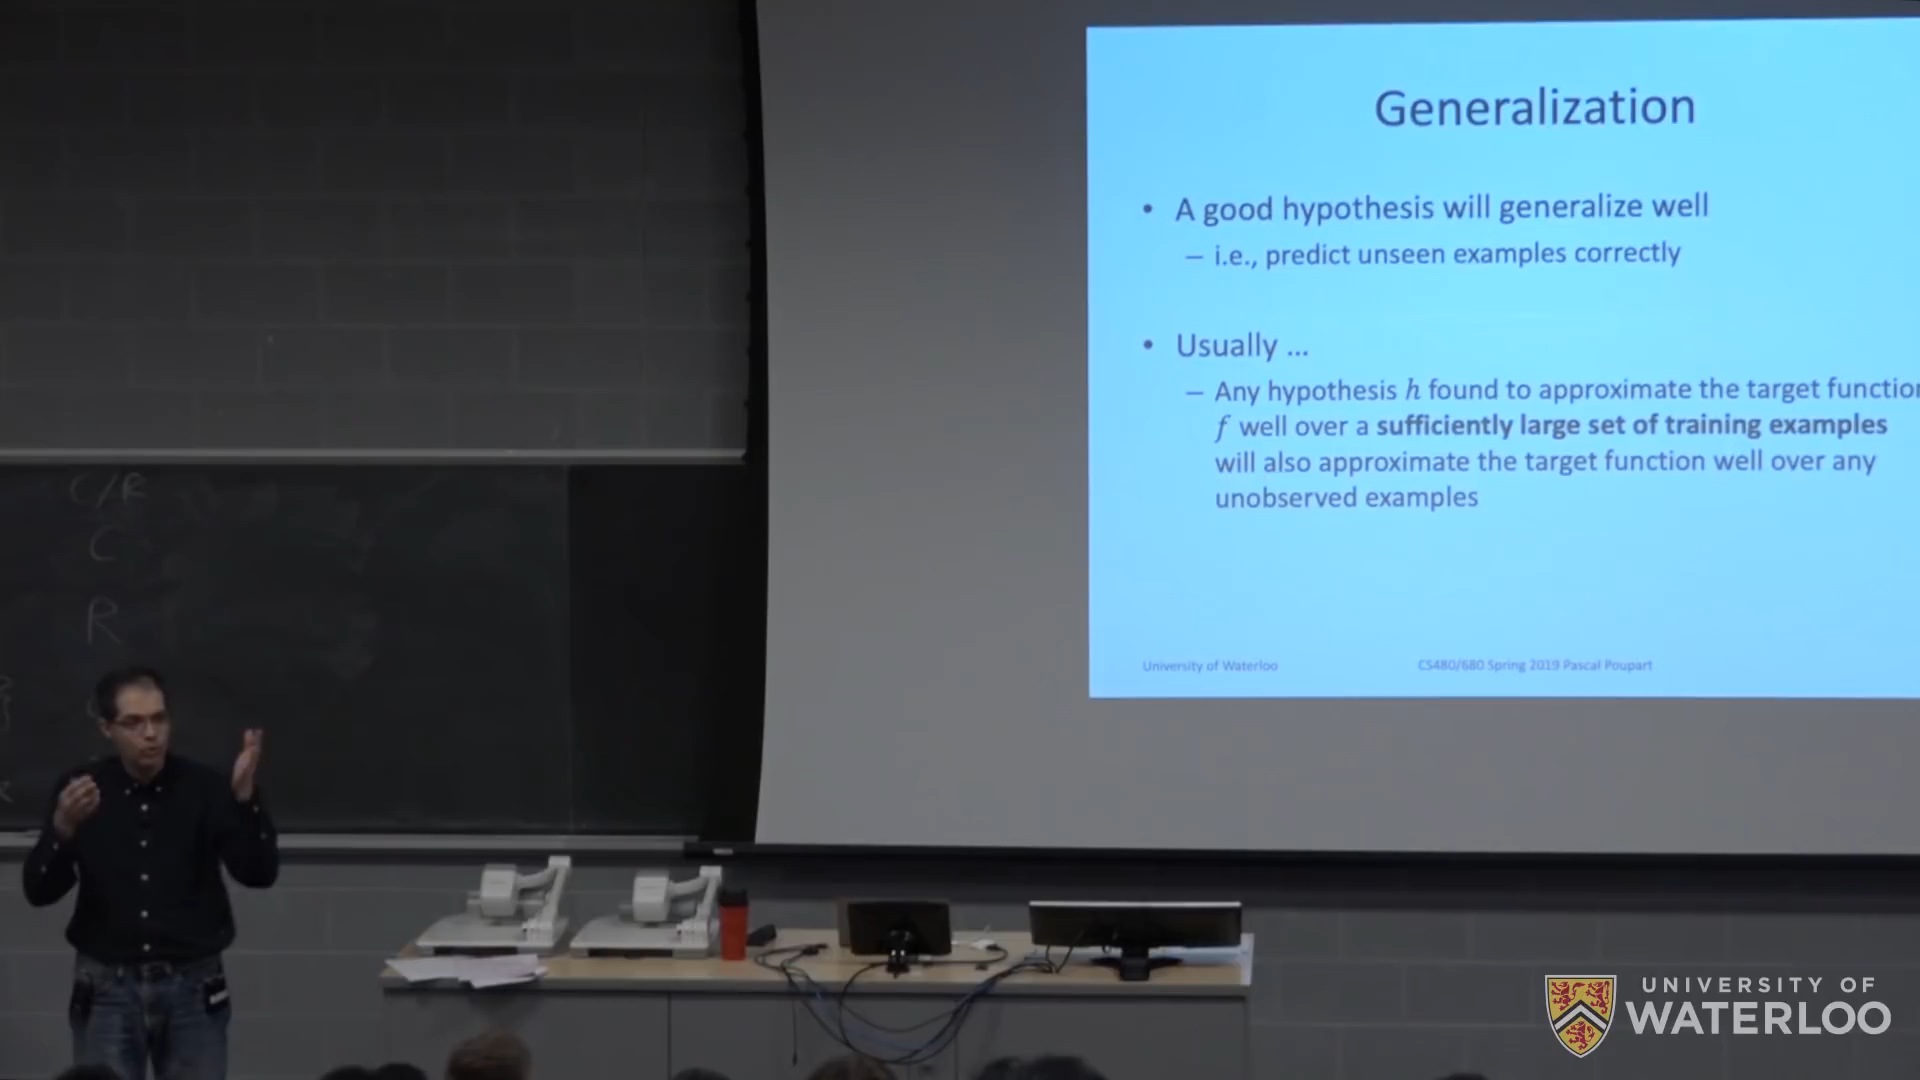 Generalization
• A good hypothesis will generalize well
– i.e., predict unseen examples correctly
• Usually ...
– Any hypothesis h found to approximate the target function
f well over a sufficiently large set of training examples
will also approximate the target function well over any
unobserved examples
University of Waterloo
CS480/680 Spring 2019 Pascal Poupart
C/R
C
R
UNIVERSITY OF
WATERLOO